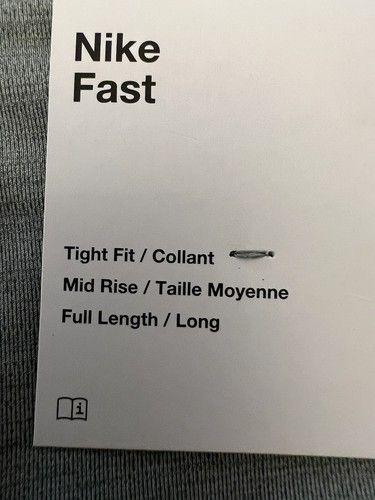 Nike
Fast
Tight Fit / Collant
Mid Rise / Taille Moyenne
Full Length / Long
i